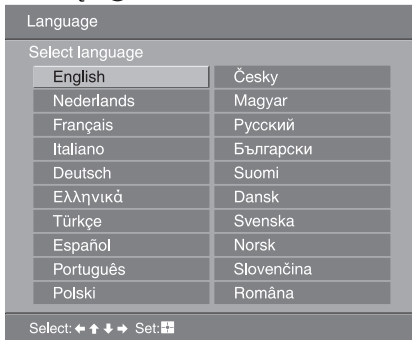 Language
Select language
English Česky
Nederlands Magyar
Français Русский
Italiano Български
Deutsch Suomi
Ελληνικά Dansk
Türkçe Svenska
Español Norsk
Português Slovenčina
Polski Româna
Select: ←↑↓→ Set: